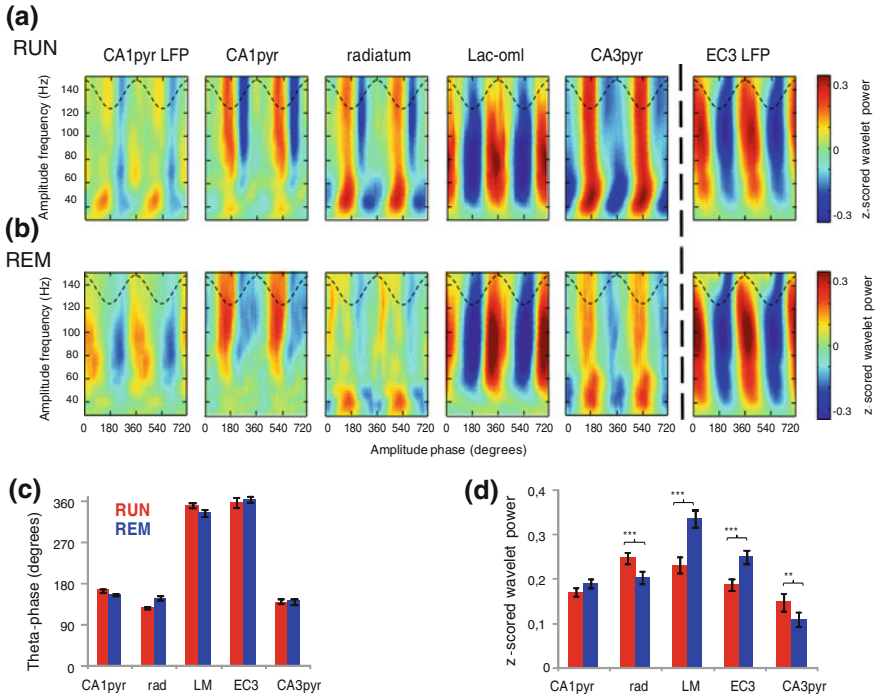 (a)
RUN
CA1pyr LFP CA1pyr radiatum Lac-oml CA3pyr EC3 LFP
Amplitude frequency (Hz)
140
120
100
80
60
40
0.3
0
-0.3
z-scored wavelet power
(b)
REM
Amplitude frequency (Hz)
140
120
100
80
60
40
0 180 360 540 720 0 180 360 540 720 0 180 360 540 720 0 180 360 540 720 0 180 360 540 720 0 180 360 540 720
Amplitude phase (degrees)
0.3
0
-0.3
z-scored wavelet power
(c)
Theta-phase (degrees)
360
270
180
90
0
RUN
REM
CA1pyr rad LM EC3 CA3pyr
(d)
z-scored wavelet power
0,4
0,3
0,2
0,1
0
*** *** *** **
CA1pyr rad LM EC3 CA3pyr